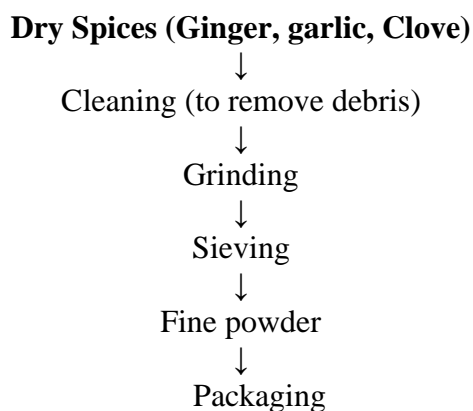 Dry Spices (Ginger, garlic, Clove)
↓
Cleaning (to remove debris)
↓
Grinding
↓
Sieving
↓
Fine powder
↓
Packaging